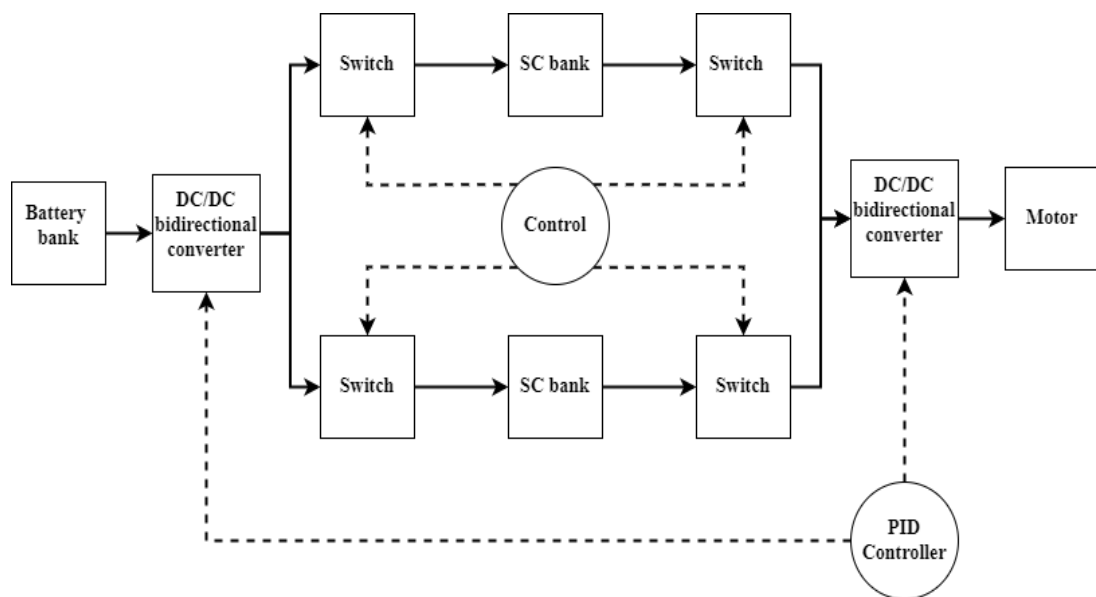 Switch
SC bank
Switch
Battery
bank
DC/DC
bidirectional
converter
Control
DC/DC
bidirectional
converter
Motor
Switch
SC bank
Switch
PID
Controller